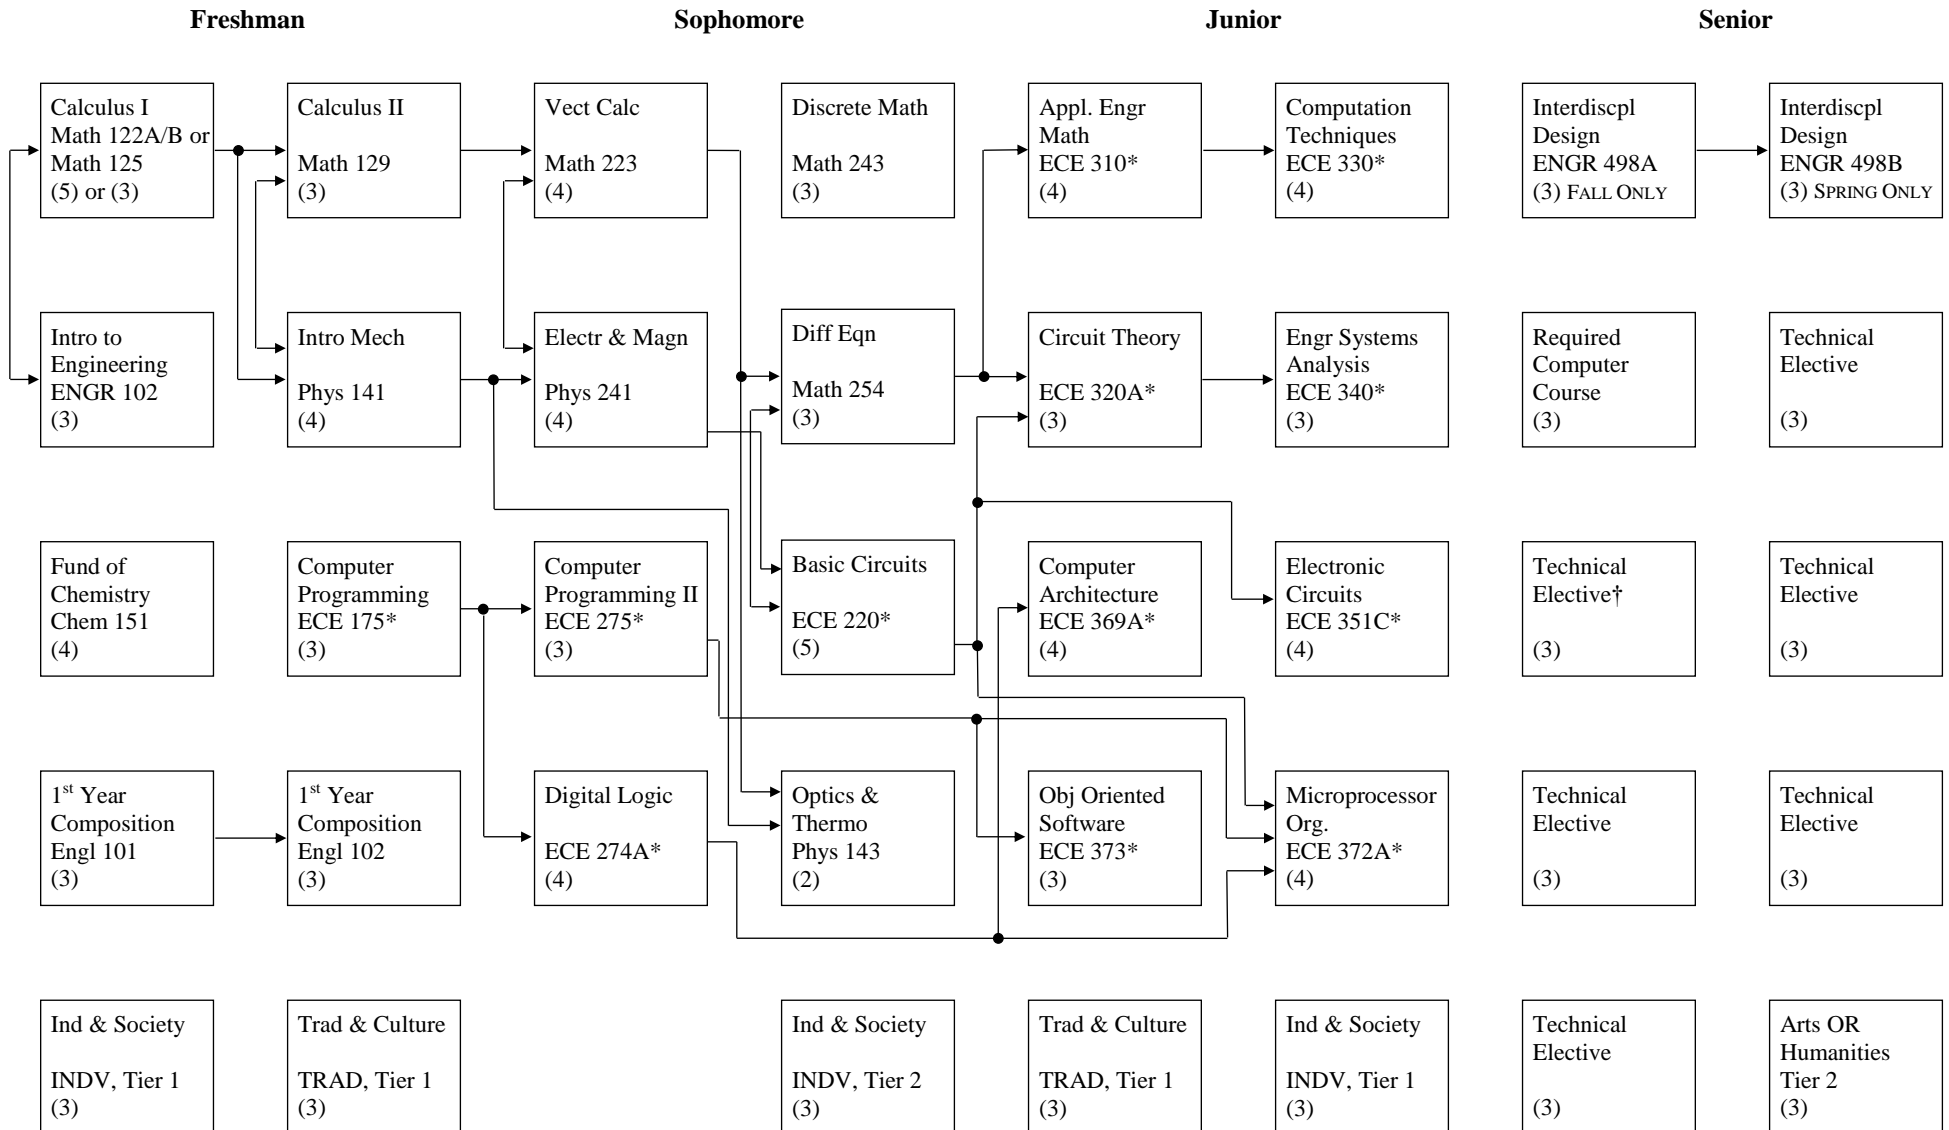 Freshman
Sophomore
Junior
Senior
Calculus I
Math 122A/B or
Math 125
(5) or (3)
Calculus II
Math 129
(3)
Vect Calc
Math 223
(4)
Discrete Math
Math 243
(3)
Appl. Engr
Math
ECE 310*
(4)
Computation
Techniques
ECE 330*
(4)
Interdiscpl
Design
ENGR 498A
(3) FALL ONLY
Interdiscpl
Design
ENGR 498B
(3) SPRING ONLY
Intro to
Engineering
ENGR 102
(3)
Intro Mech
Phys 141
(4)
Electr & Magn
Phys 241
(4)
Diff Eqn
Math 254
(3)
Circuit Theory
ECE 320A*
(3)
Engr Systems
Analysis
ECE 340*
(3)
Required
Computer
Course
(3)
Technical
Elective
(3)
Fund of
Chemistry
Chem 151
(4)
Computer
Programming
ECE 175*
(3)
Computer
Programming II
ECE 275*
(3)
Basic Circuits
ECE 220*
(5)
Computer
Architecture
ECE 369A*
(4)
Electronic
Circuits
ECE 351C*
(4)
Technical
Elective†
(3)
Technical
Elective
(3)
1st Year
Composition
Engl 101
(3)
1st Year
Composition
Engl 102
(3)
Digital Logic
ECE 274A*
(4)
Optics &
Thermo
Phys 143
(2)
Obj Oriented
Software
ECE 373*
(3)
Microprocessor
Org.
ECE 372A*
(4)
Technical
Elective
(3)
Technical
Elective
(3)
Ind & Society
INDV, Tier 1
(3)
Trad & Culture
TRAD, Tier 1
(3)
Ind & Society
INDV, Tier 2
(3)
Trad & Culture
TRAD, Tier 1
(3)
Ind & Society
INDV, Tier 1
(3)
Technical
Elective
(3)
Arts OR
Humanities
Tier 2
(3)